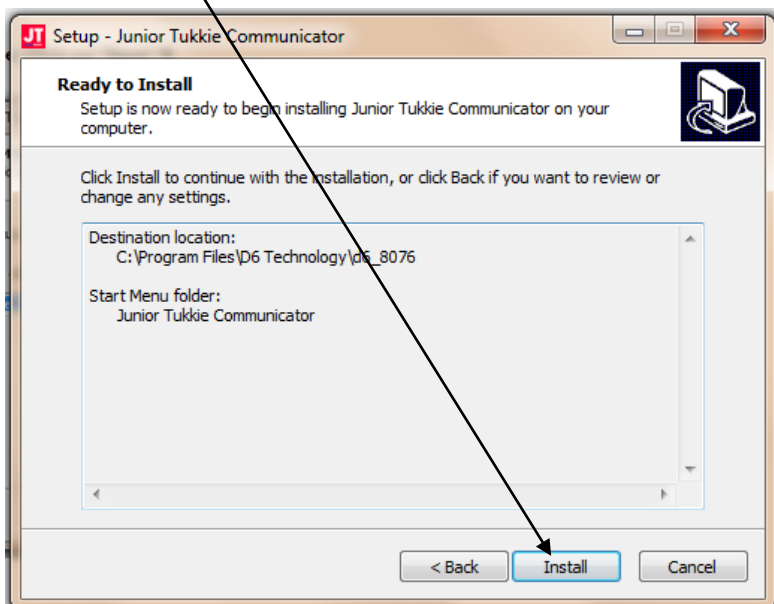 JT Setup - Junior Tukkie Communicator
Ready to Install
Setup is now ready to begin installing Junior Tukkie Communicator on your
computer.
Click Install to continue with the installation, or click Back if you want to review or
change any settings.
Destination location:
C:\Program Files\D6 Technology\d6_8076
Start Menu folder:
Junior Tukkie Communicator
< Back Install Cancel